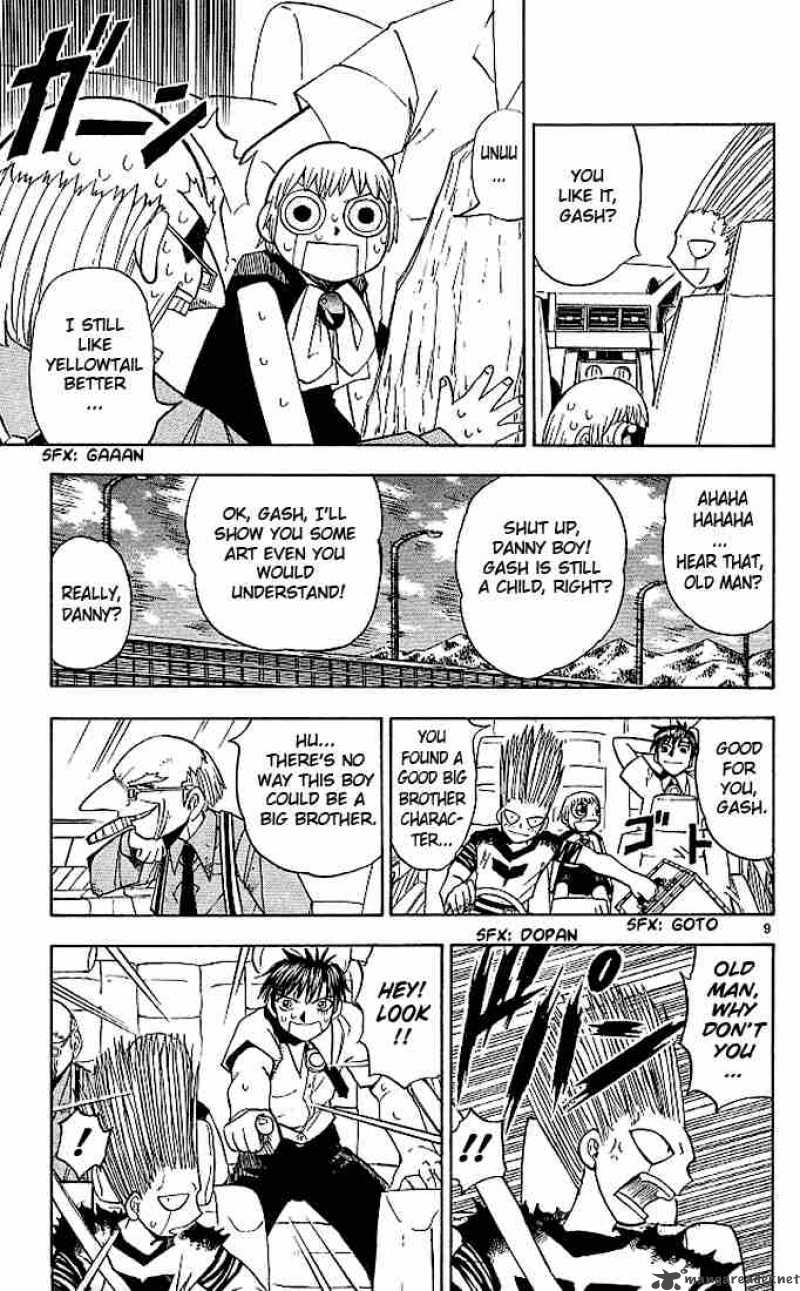 YOU
LIKE IT,
GASH?
UNUU
...
ガーン
I STILL
LIKE
YELLOWTAIL
BETTER
...
SFX: GAAAN
AHAHA
HAHAHA
...
HEAR THAT,
OLD MAN?
SHUT UP,
DANNY BOY!
GASH IS STILL
A CHILD, RIGHT?
OK, GASH, I'LL
SHOW YOU SOME
ART EVEN YOU
WOULD
UNDERSTAND!
REALLY,
DANNY?
GOOD
FOR
YOU,
GASH.
YOU
FOUND A
GOOD BIG
BROTHER
CHARAC-
TER...
ゴト
SFX: GOTO
9
HU...
THERE'S NO
WAY THIS BOY
COULD BE A
BIG BROTHER.
SFX: DOPAN
OLD
MAN,
WHY
DON'T
YOU
...
ドパン
!!
HEY!
LOOK
!!
!
mangareader.net